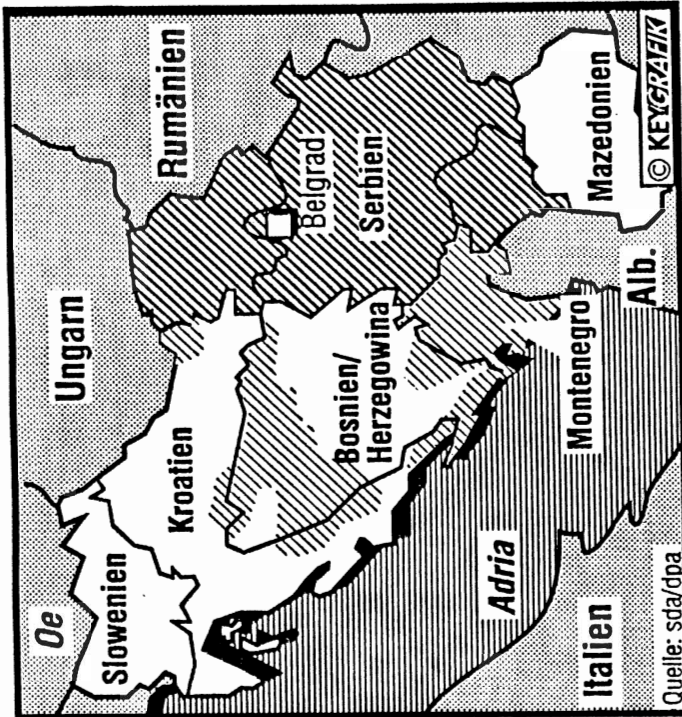 Oe
Ungarn
Rumänien
Slowenien
Kroatien
Belgrad
Serbien
Bosnien/
Herzegowina
Mazedonien
Adria
Montenegro
Alb.
Italien
Quelle: sda/dpa
© KEYGRAFIK